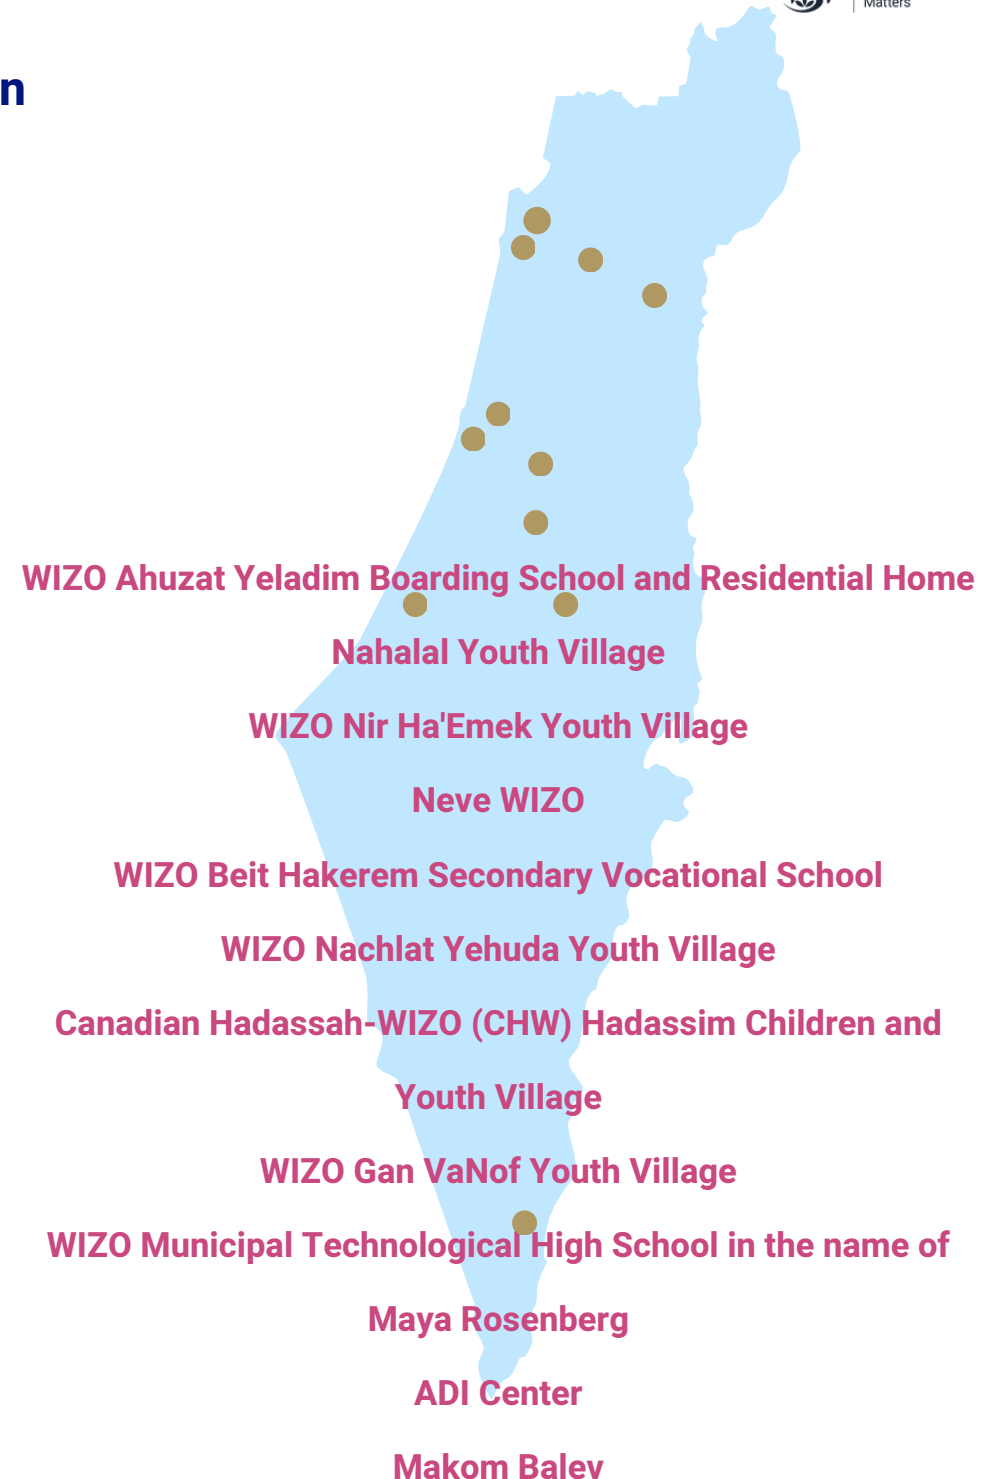 Matters
n
WIZO Ahuzat Yeladim Boarding School and Residential Home
Nahalal Youth Village
WIZO Nir Ha'Emek Youth Village
Neve WIZO
WIZO Beit Hakerem Secondary Vocational School
WIZO Nachlat Yehuda Youth Village
Canadian Hadassah-WIZO (CHW) Hadassim Children and
Youth Village
WIZO Gan VaNof Youth Village
WIZO Municipal Technological High School in the name of
Maya Rosenberg
ADI Center
Makom Balev